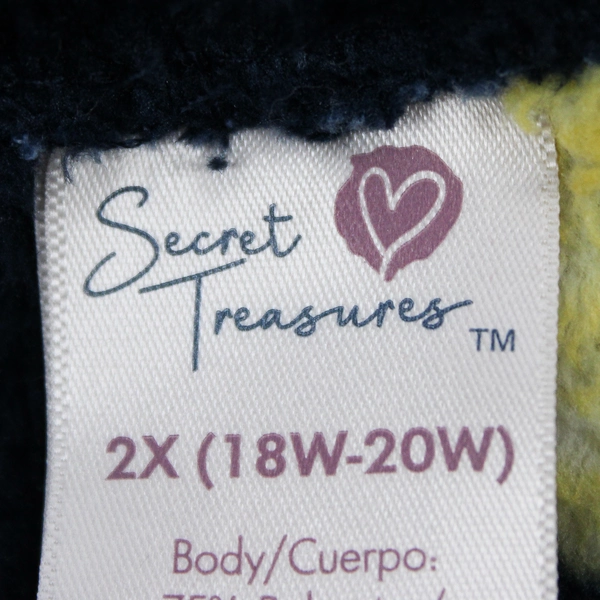 Secret
Treasures TM
2X (18W-20W)
Body/Cuerpo: